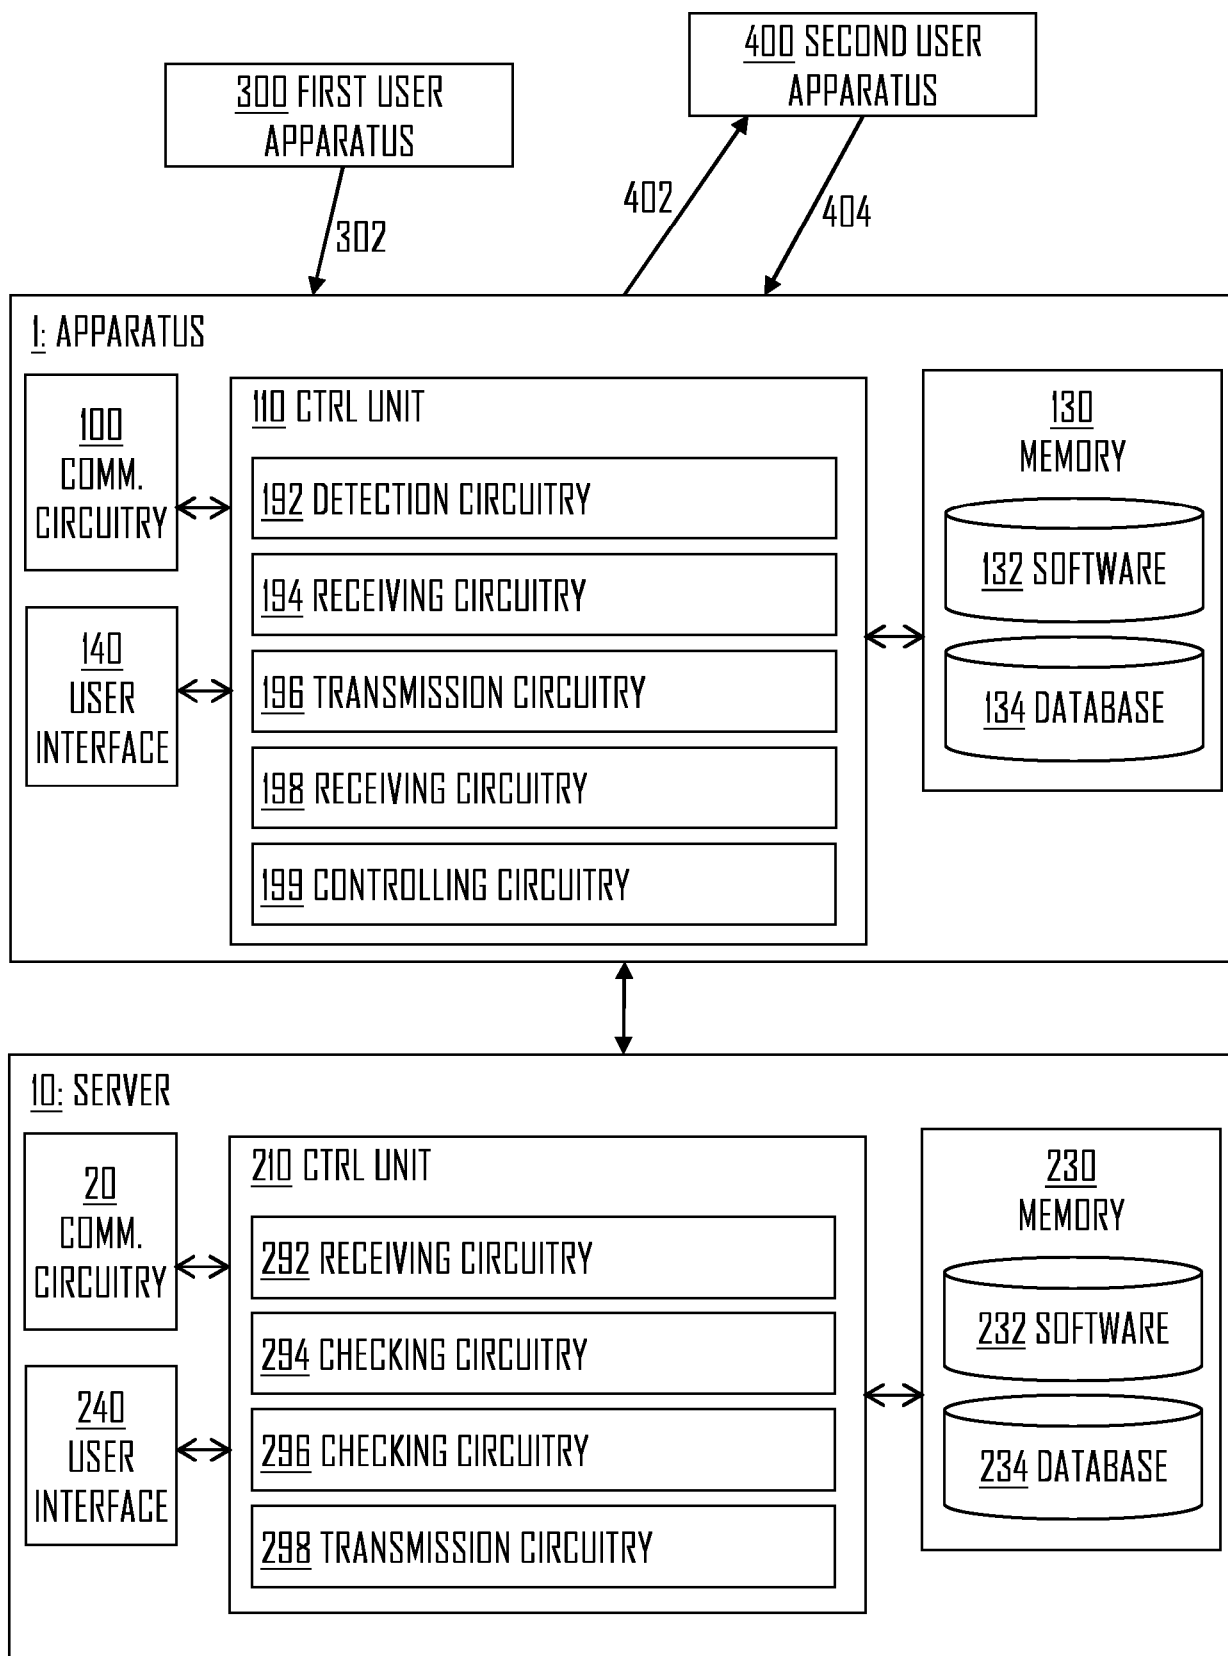 400 SECOND USER
APPARATUS
300 FIRST USER
APPARATUS
402
404
302
1: APPARATUS
100
COMM.
CIRCUITRY
140
USER
INTERFACE
110 CTRL UNIT
192 DETECTION CIRCUITRY
194 RECEIVING CIRCUITRY
196 TRANSMISSION CIRCUITRY
198 RECEIVING CIRCUITRY
199 CONTROLLING CIRCUITRY
130
MEMORY
132 SOFTWARE
134 DATABASE
10: SERVER
20
COMM.
CIRCUITRY
240
USER
INTERFACE
210 CTRL UNIT
292 RECEIVING CIRCUITRY
294 CHECKING CIRCUITRY
296 CHECKING CIRCUITRY
298 TRANSMISSION CIRCUITRY
230
MEMORY
232 SOFTWARE
234 DATABASE